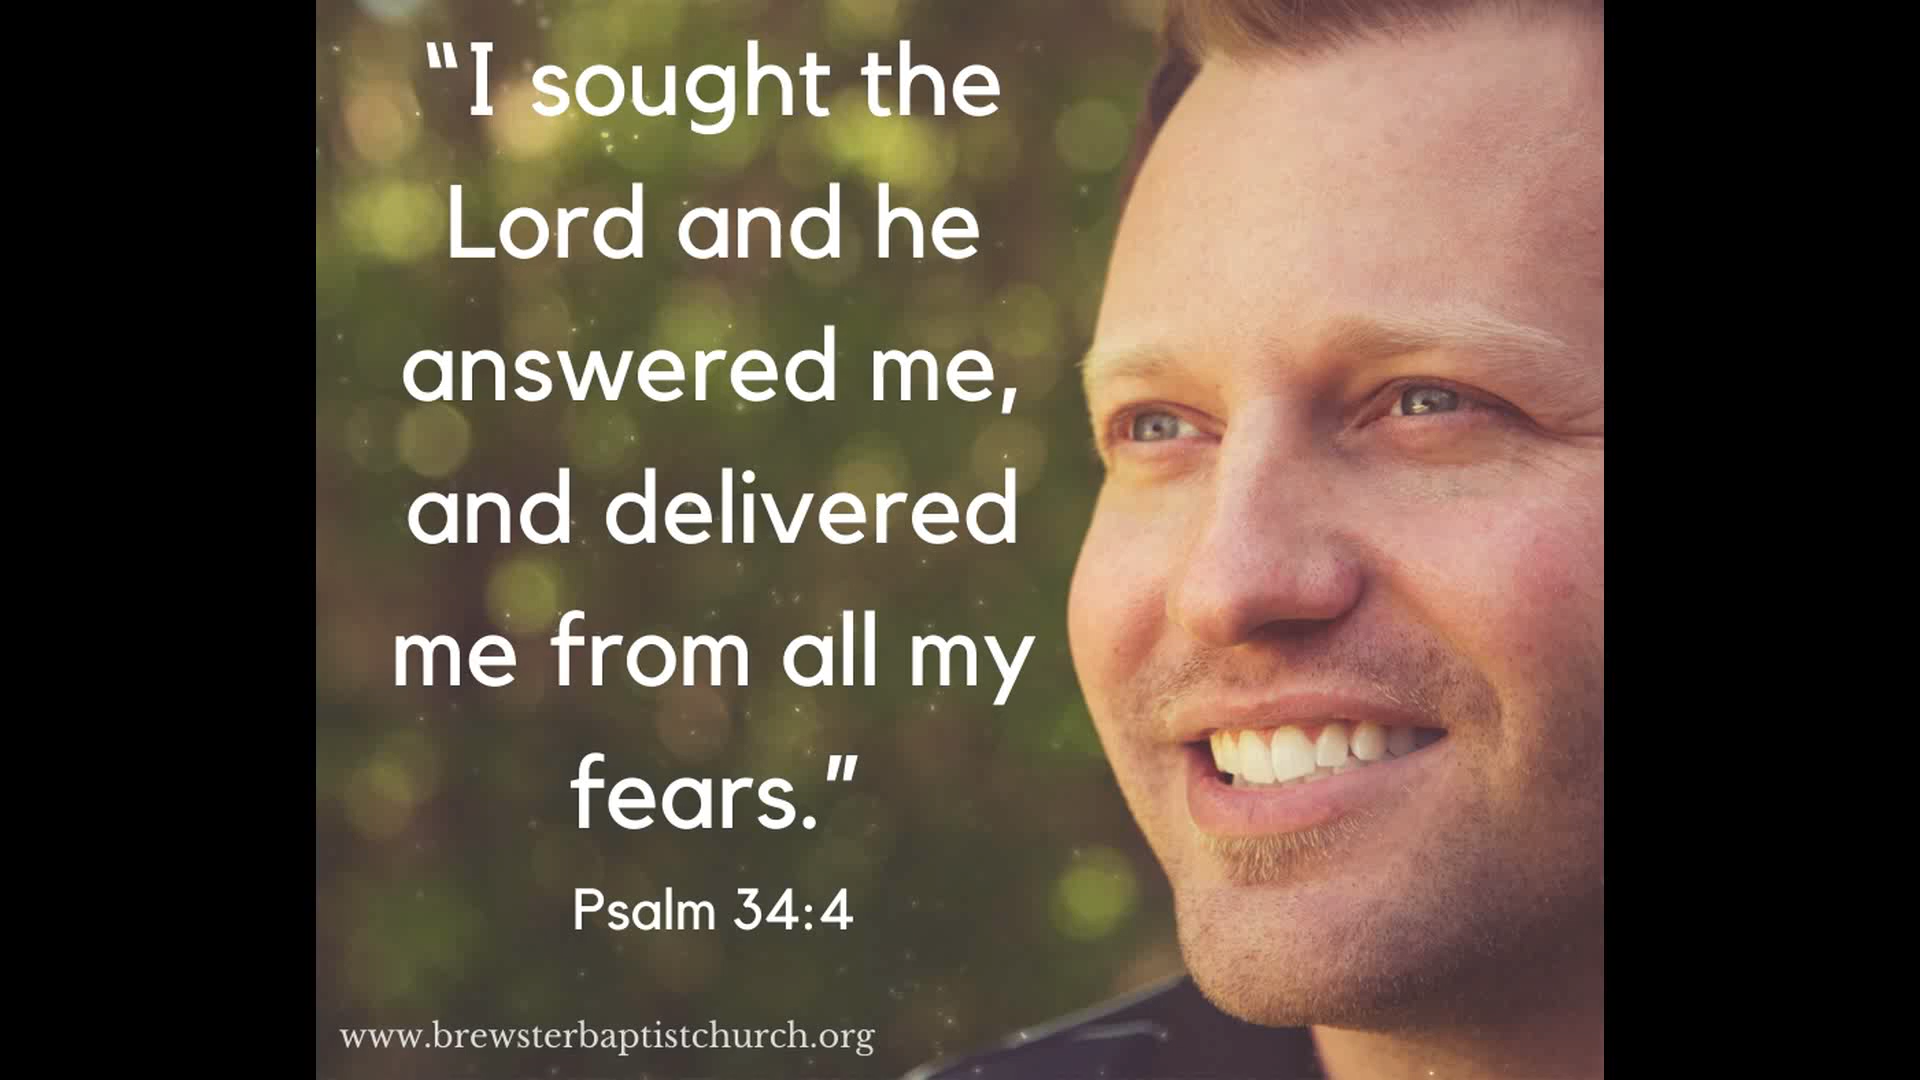 “I sought the
Lord and he
answered me,
and delivered
me from all my
fears.”
Psalm 34:4
www.brewsterbaptistchurch.org